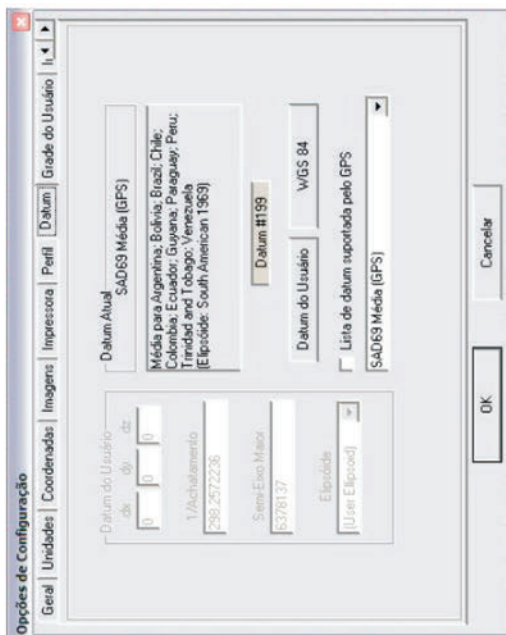 Opções de Configuração
Geral
Unidades
Coordenadas
Imagens
Impressora
Perfil
Datum
Grade do Usuário
Datum do Usuário
dx dy dz
0 0 0
1/Achatamento
298.2572236
Semi-Eixo Maior
6378137
Elipsóide
(User Ellipsoid)
Datum Atual
SAD69 Média (GPS)
Média para Argentina; Bolivia; Brazil; Chile;
Colombia; Ecuador; Guyana; Paraguay; Peru;
Trinidad and Tobago; Venezuela
(Elipsóide: South American 1969)
Datum #199
Datum do Usuário
WGS 84
Lista de datum suportada pelo GPS
SAD69 Média (GPS)
OK
Cancelar